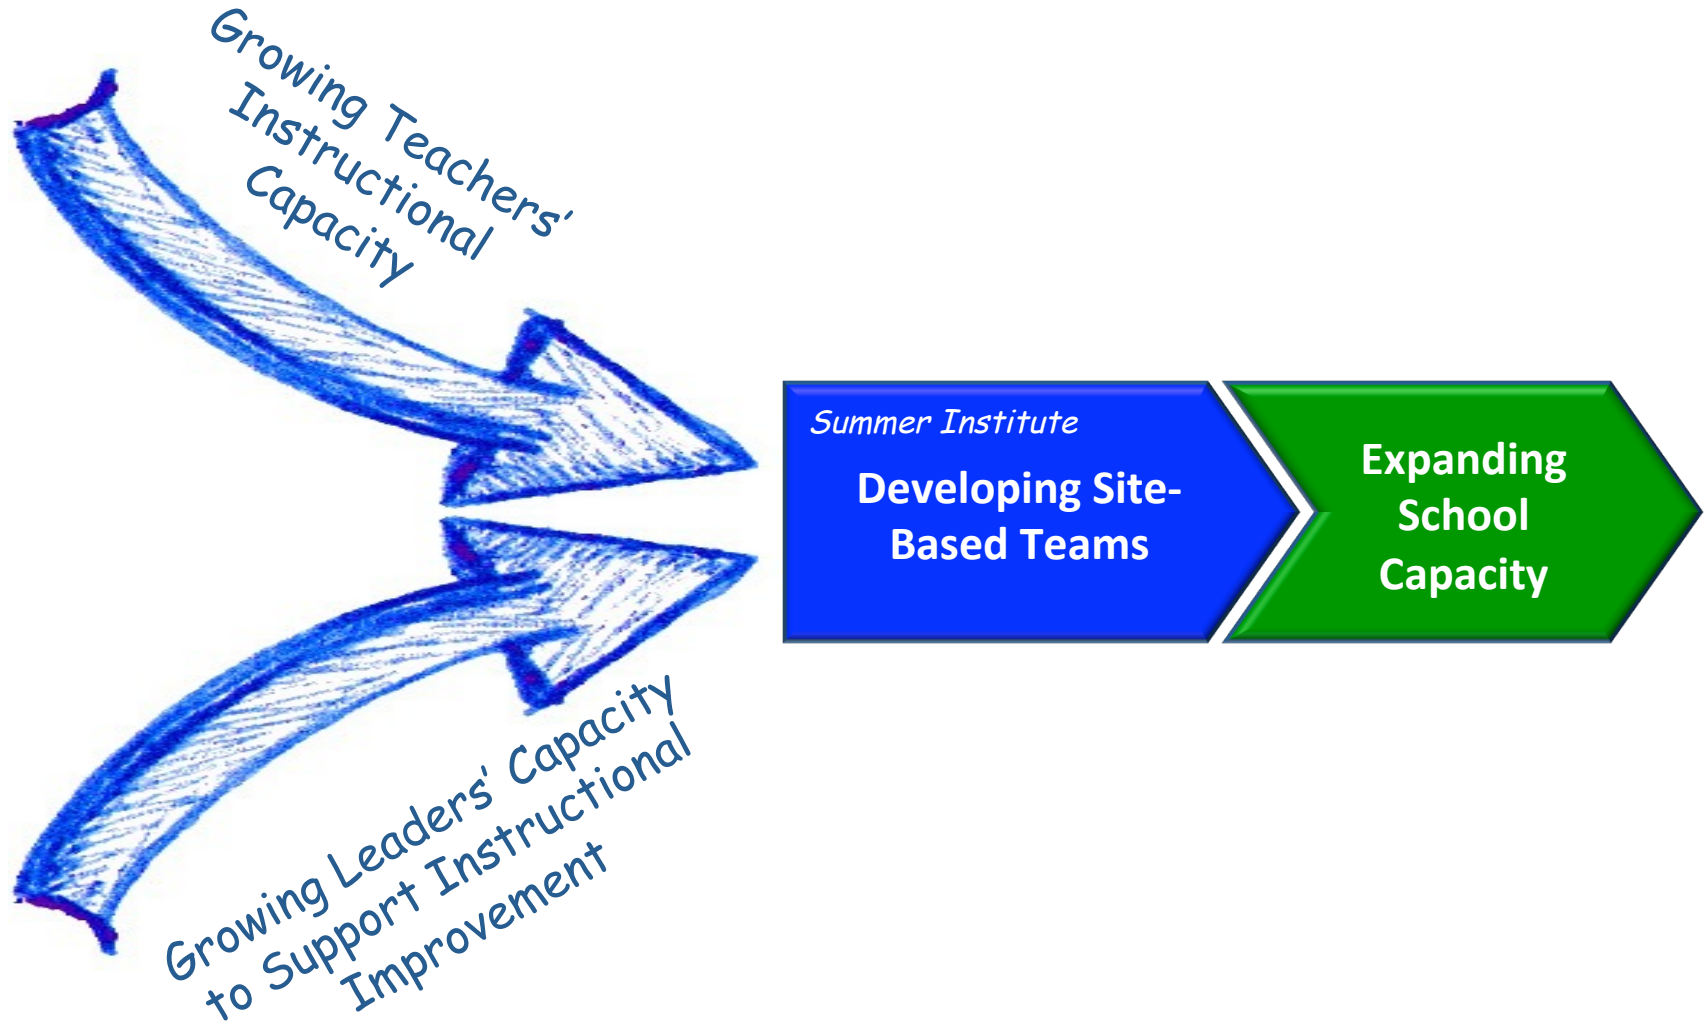 Growing Teachers'
Instructional
Capacity
Summer Institute
Developing Site-
Based Teams
Expanding
School
Capacity
Growing Leaders' Capacity
to Support Instructional
Improvement